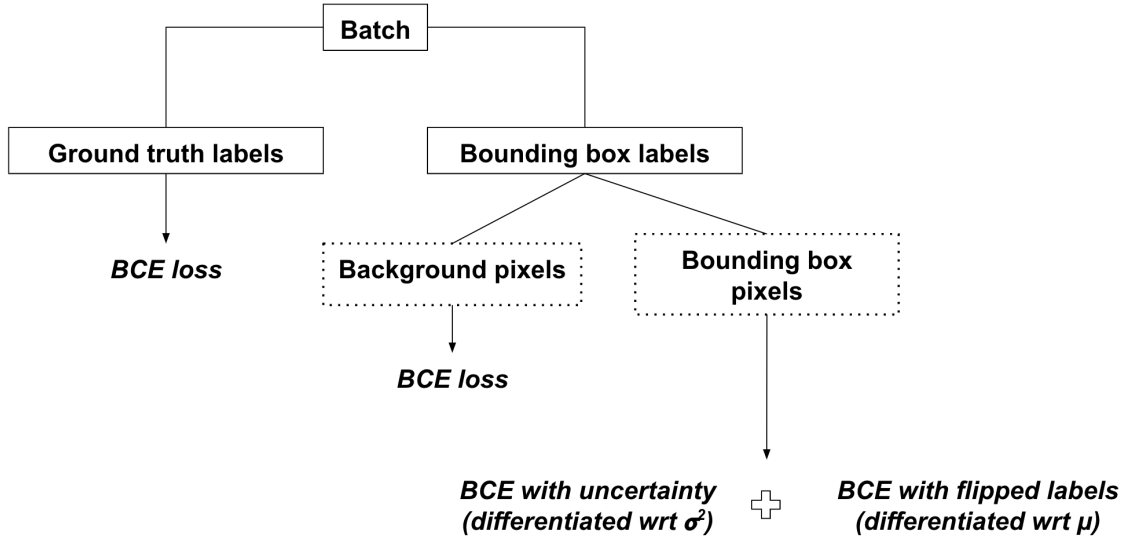 Batch
Ground truth labels
Bounding box labels
BCE loss
Background pixels
Bounding box
pixels
BCE loss
BCE with uncertainty
(differentiated wrt σ²)
BCE with flipped labels
(differentiated wrt μ)